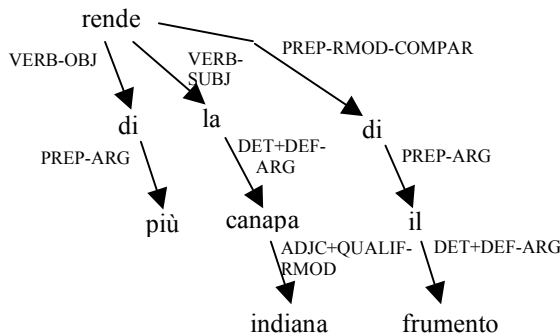 rende
VERB-OBJ
VERB-
SUBJ
PREP-RMOD-COMPAR
di
la
di
PREP-ARG
DET+DEF-
ARG
PREP-ARG
più
canapa
il
ADJC+QUALIF-
RMOD
DET+DEF-ARG
indiana
frumento